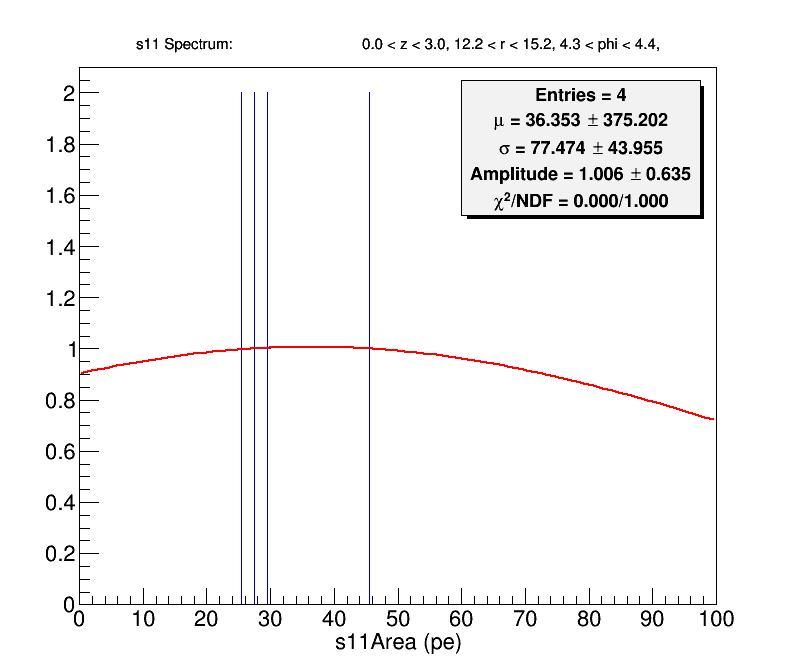 s11 Spectrum: 0.0 < z < 3.0, 12.2 < r < 15.2, 4.3 < phi < 4.4,
Entries = 4
μ = 36.353 ± 375.202
σ = 77.474 ± 43.955
Amplitude = 1.006 ± 0.635
χ²/NDF = 0.000/1.000
2
1.8
1.6
1.4
1.2
1
0.8
0.6
0.4
0.2
0
0 10 20 30 40 50 60 70 80 90 100
s11Area (pe)